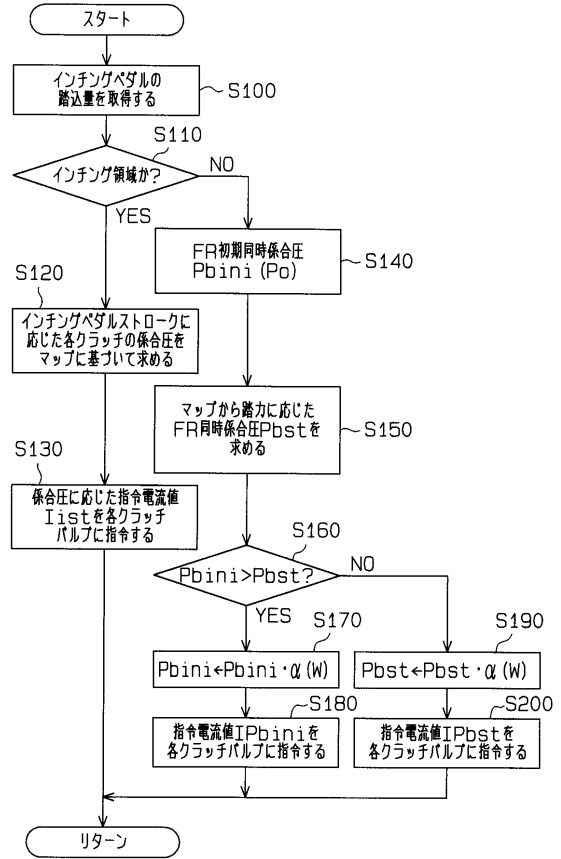 スタート
インチングペダルの
踏込量を取得する
S100
S110
インチング領域か?
NO
YES
FR初期同時係合圧
Pbini(Po)
S140
S120
インチングペダルストロークに
応じた各クラッチの係合圧を
マップに基づいて求める
マップから踏力に応じた
FR同時係合圧Pbstを
求める
S150
S130
係合圧に応じた指令電流値
Iistを各クラッチ
バルブに指令する
S160
Pbini>Pbst?
NO
YES
S170
Pbini←Pbini・α(W)
S190
Pbst←Pbst・α(W)
S180
指令電流値IPbiniを
各クラッチバルブに指令する
S200
指令電流値IPbstを
各クラッチバルブに指令する
リターン